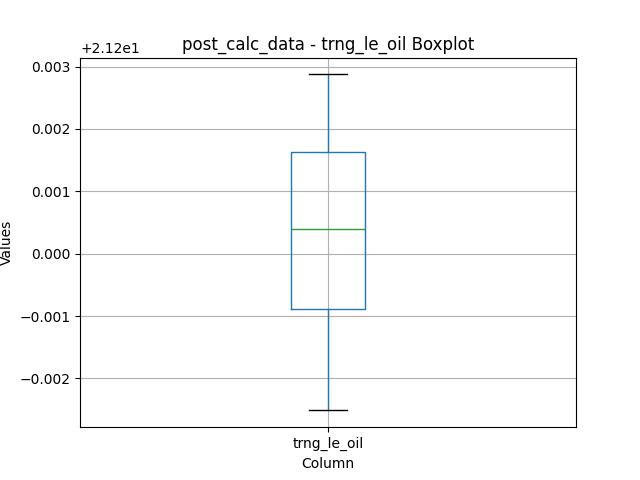 post_calc_data - trng_le_oil Boxplot
+2.12e1
0.003
0.002
0.001
0.000
−0.001
−0.002
Values
trng_le_oil
Column